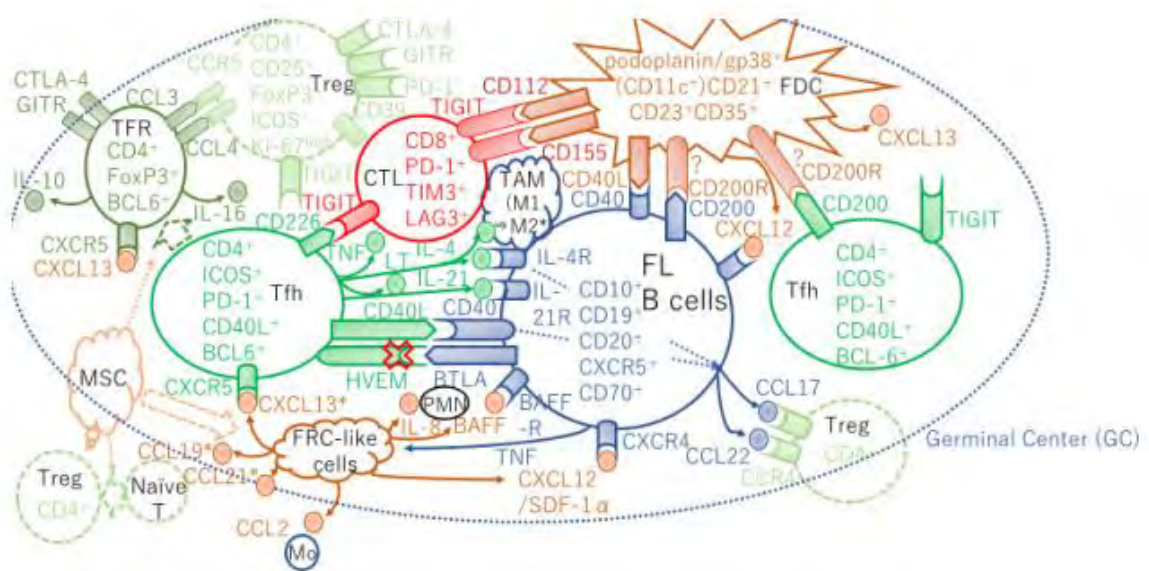 CTLA-4
GITR
CCL3
TFR
CD4⁺
FoxP3⁺
BCL6⁺
CCL4
IL-10
IL-16
CXCR5
CXCL13
CCR5
CD4⁺
CD25⁺
FoxP3⁺
ICOS
Ki-67ʰⁱᵍʰ
Treg
CTLA-4
GITR
PD-1⁻
CD39
TIGIT
TIGIT
CD112
CD155
CTL
CD8⁺
PD-1⁺
TIM3⁺
LAG3⁺
TIGIT
CD226
podoplanin/gp38⁺
(CD11c⁺)CD21⁻
CD23⁺CD35⁺
FDC
CXCL13
TAM
(M1
→M2*)
CD40L
CD40
?
CD200R
CD200
CXCL12
?
CD200R
CD200
TIGIT
CD4⁺
ICOS⁺
PD-1⁻
CD40L⁺
BCL6⁺
Tfh
TNF
LT
IL-4
IL-21
IL-4R
IL-
21R
CD40L
CD40
HVEM
BTLA
FL
B cells
CD10⁺
CD19⁺
CD20⁺
CXCR5⁺
CD70⁻
Tfh
CD4⁻
ICOS⁺
PD-1⁻
CD40L⁺
BCL-6⁺
MSC
CXCR5
CXCL13*
PMN
IL-8
BAFF
BAFF
-R
FRC-like
cells
CCL19*
CCL21*
TNF
CXCR4
CXCL12
/SDF-1α
CCL17
CCL22
CCR4
Treg
CD4
Germinal Center (GC)
Treg
CD4⁻
Naïve
T
CCL2
Mo